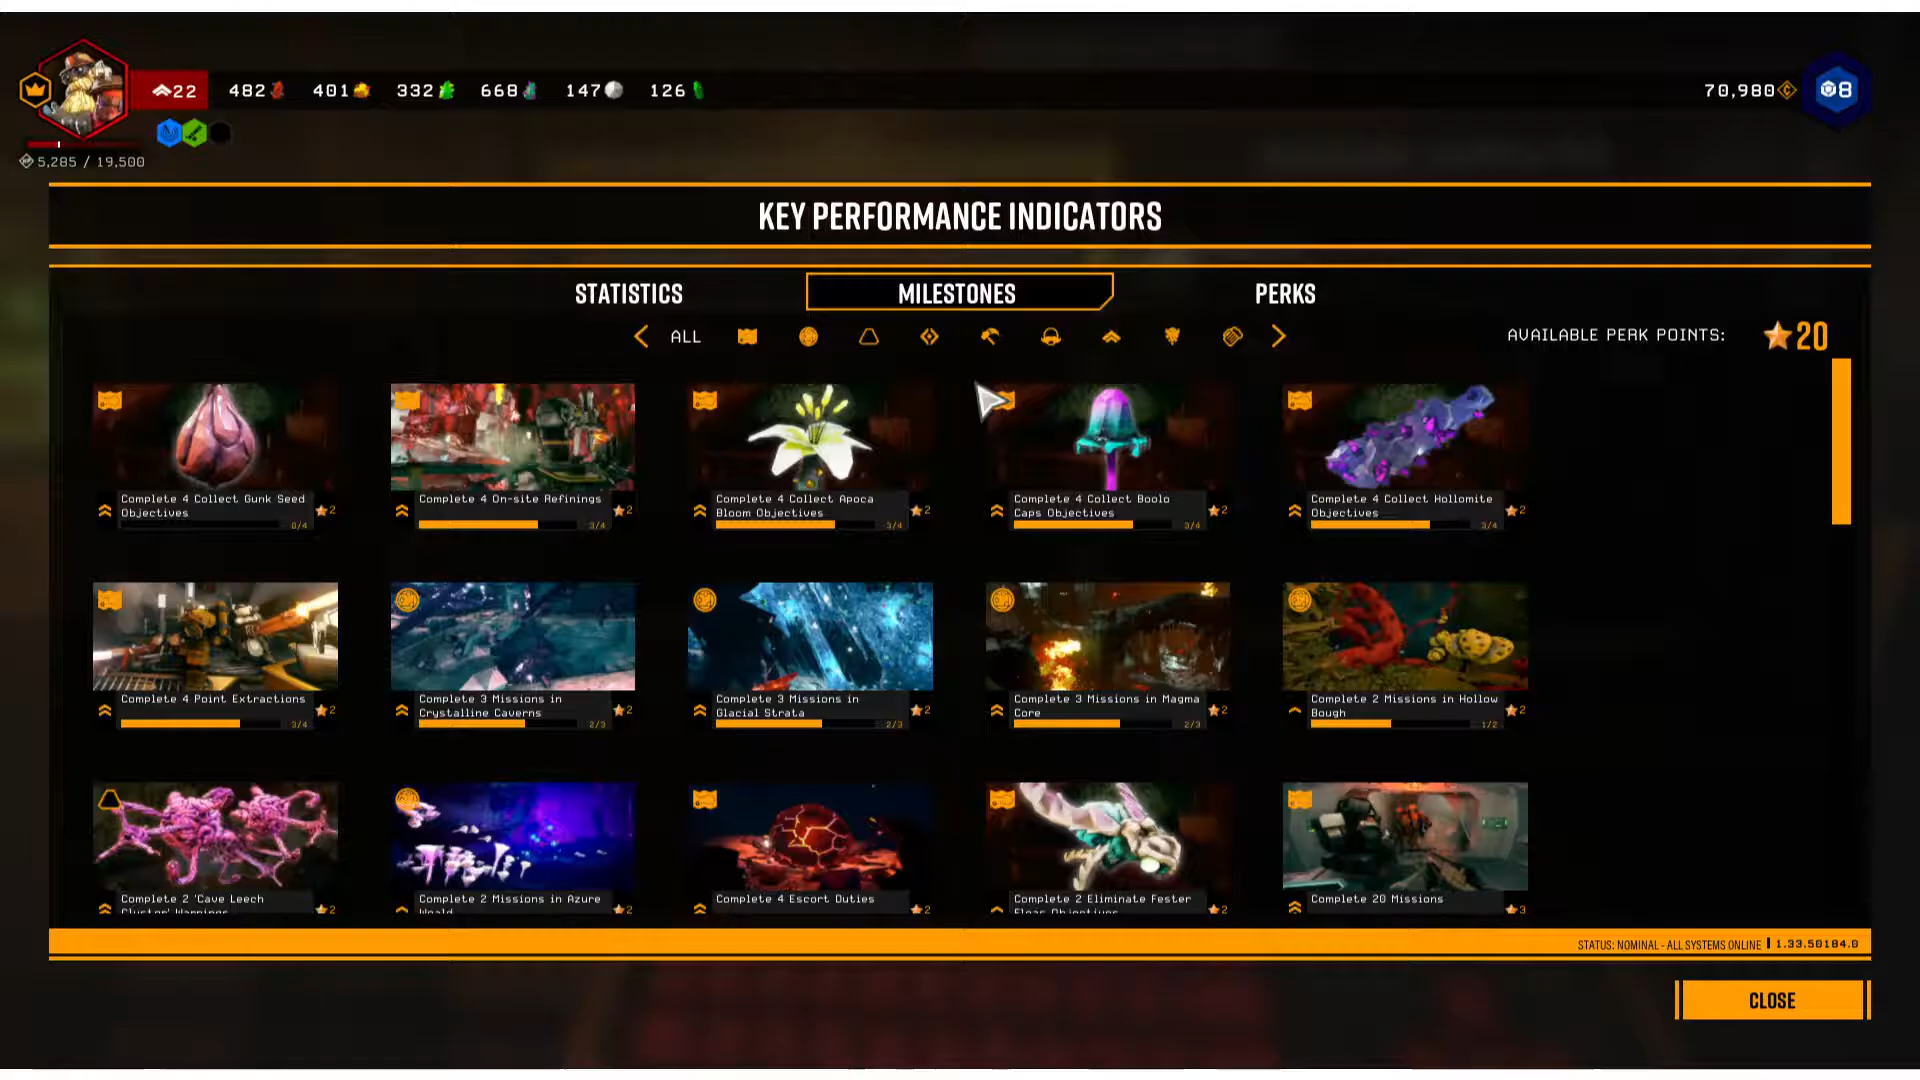 22 482 401 332 668 147 126 70,980 8
5,285 / 19,500
KEY PERFORMANCE INDICATORS
STATISTICS MILESTONES PERKS
ALL AVAILABLE PERK POINTS: 20
Complete 4 Collect Gunk Seed
Objectives
0/4 2
Complete 4 On-site Refinings
3/4 2
Complete 4 Collect Apoca
Bloom Objectives
3/4 2
Complete 4 Collect Boolo
Caps Objectives
3/4 2
Complete 4 Collect Hollomite
Objectives
3/4 2
Complete 4 Point Extractions
3/4 2
Complete 3 Missions in
Crystalline Caverns
2/3 2
Complete 3 Missions in
Glacial Strata
2/3 2
Complete 3 Missions in Magma
Core
2/3 2
Complete 2 Missions in Hollow
Bough
1/2 2
Complete 2 'Cave Leech
Cluster' Warnings
2
Complete 2 Missions in Azure
Weald
2
Complete 4 Escort Duties
2
Complete 2 Eliminate Fester
Fleas Objectives
2
Complete 20 Missions
3
STATUS: NOMINAL - ALL SYSTEMS ONLINE 1.33.50184.0
CLOSE